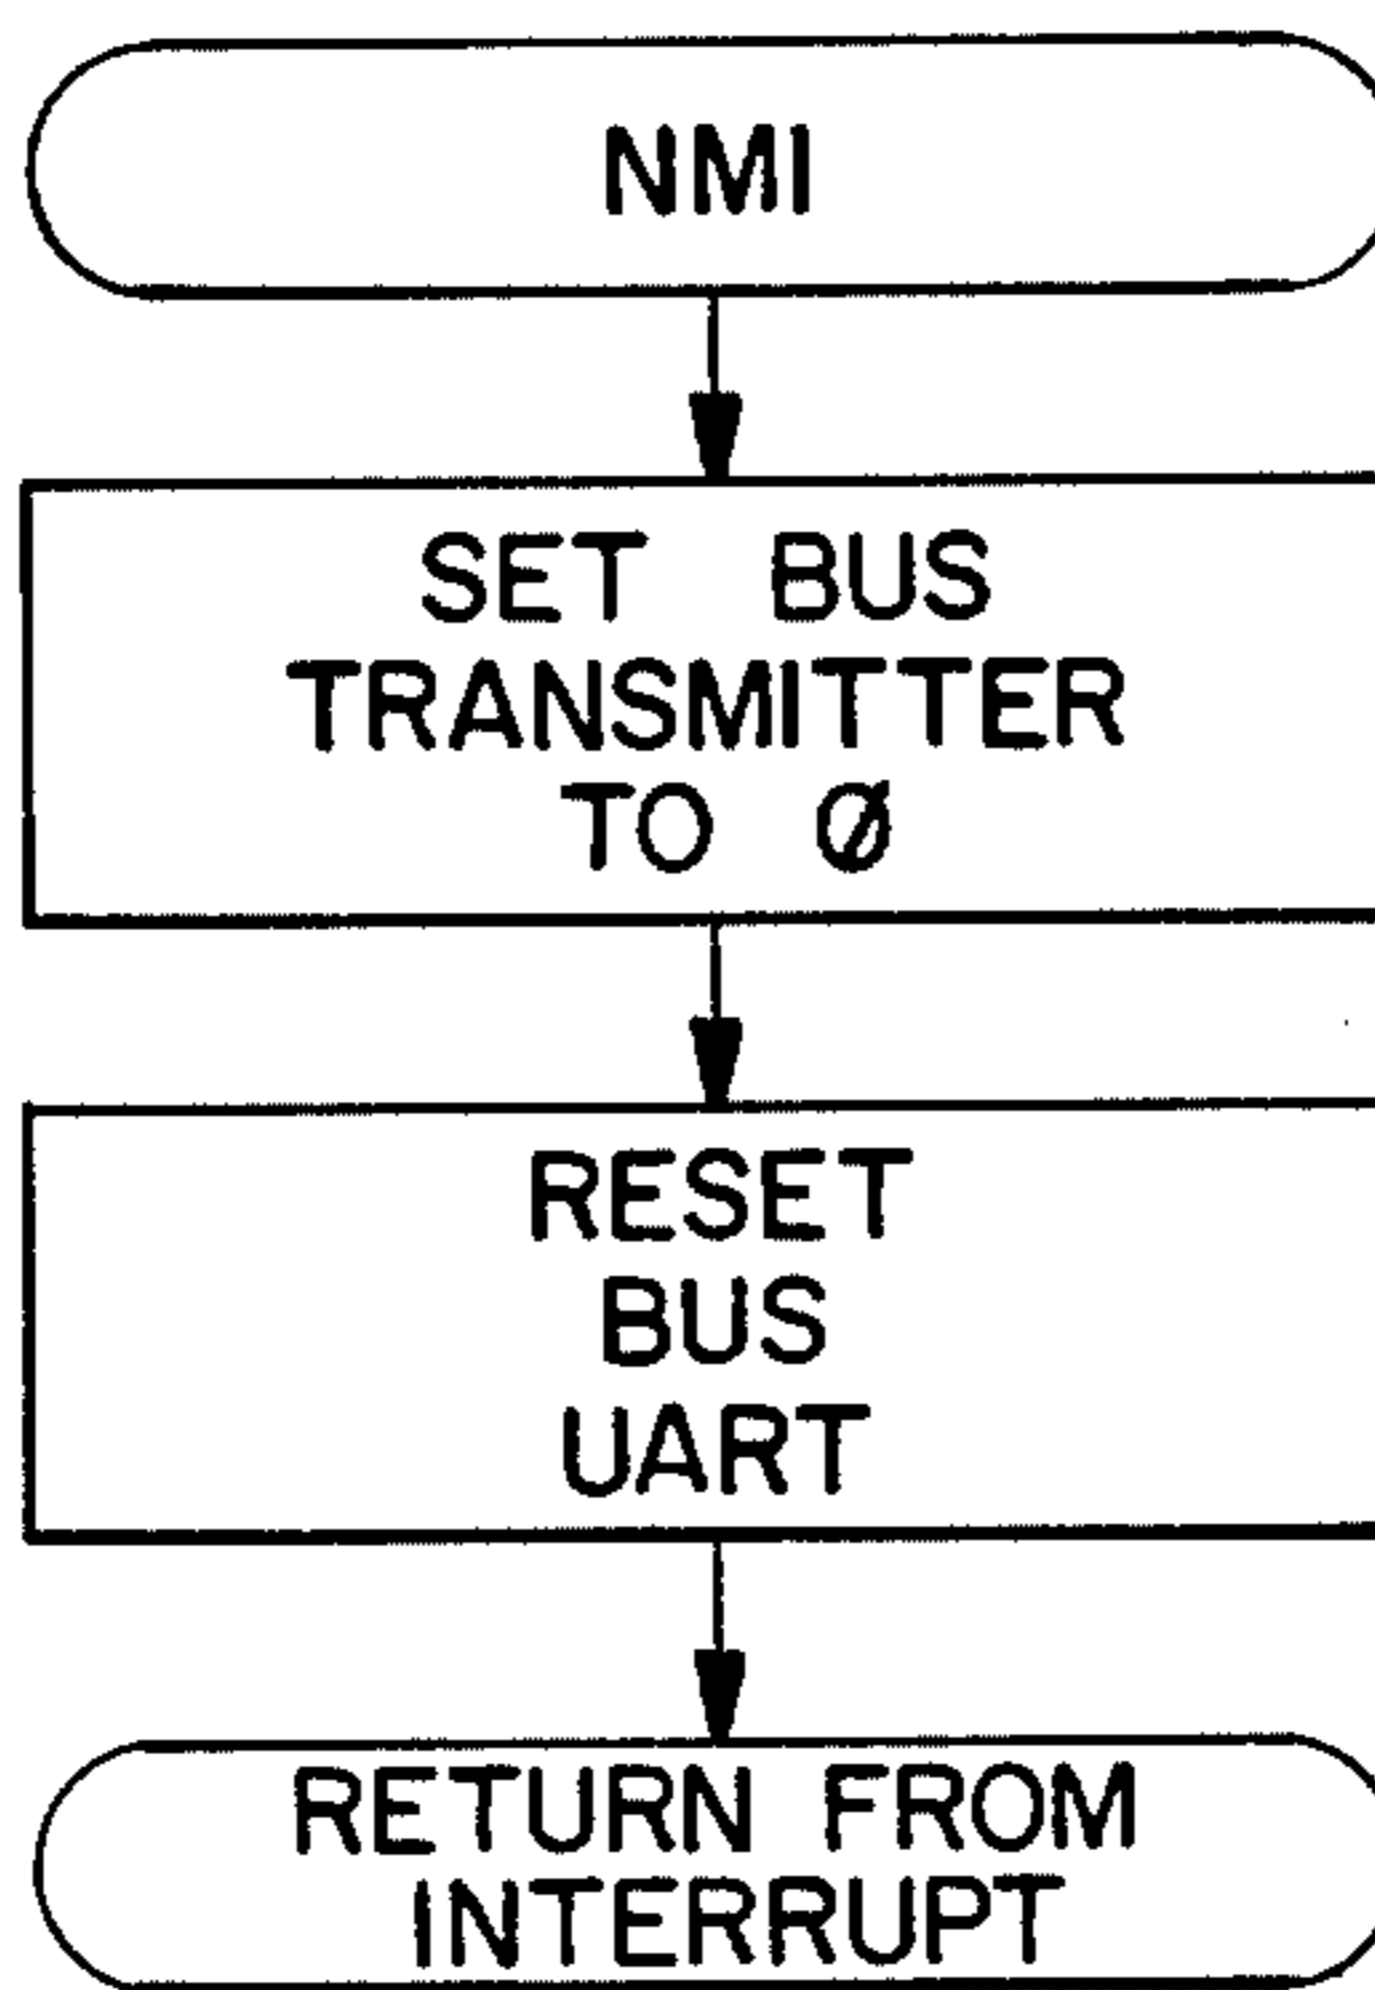 NMI
SET BUS
TRANSMITTER
TO Ø
RESET
BUS
UART
RETURN FROM
INTERRUPT